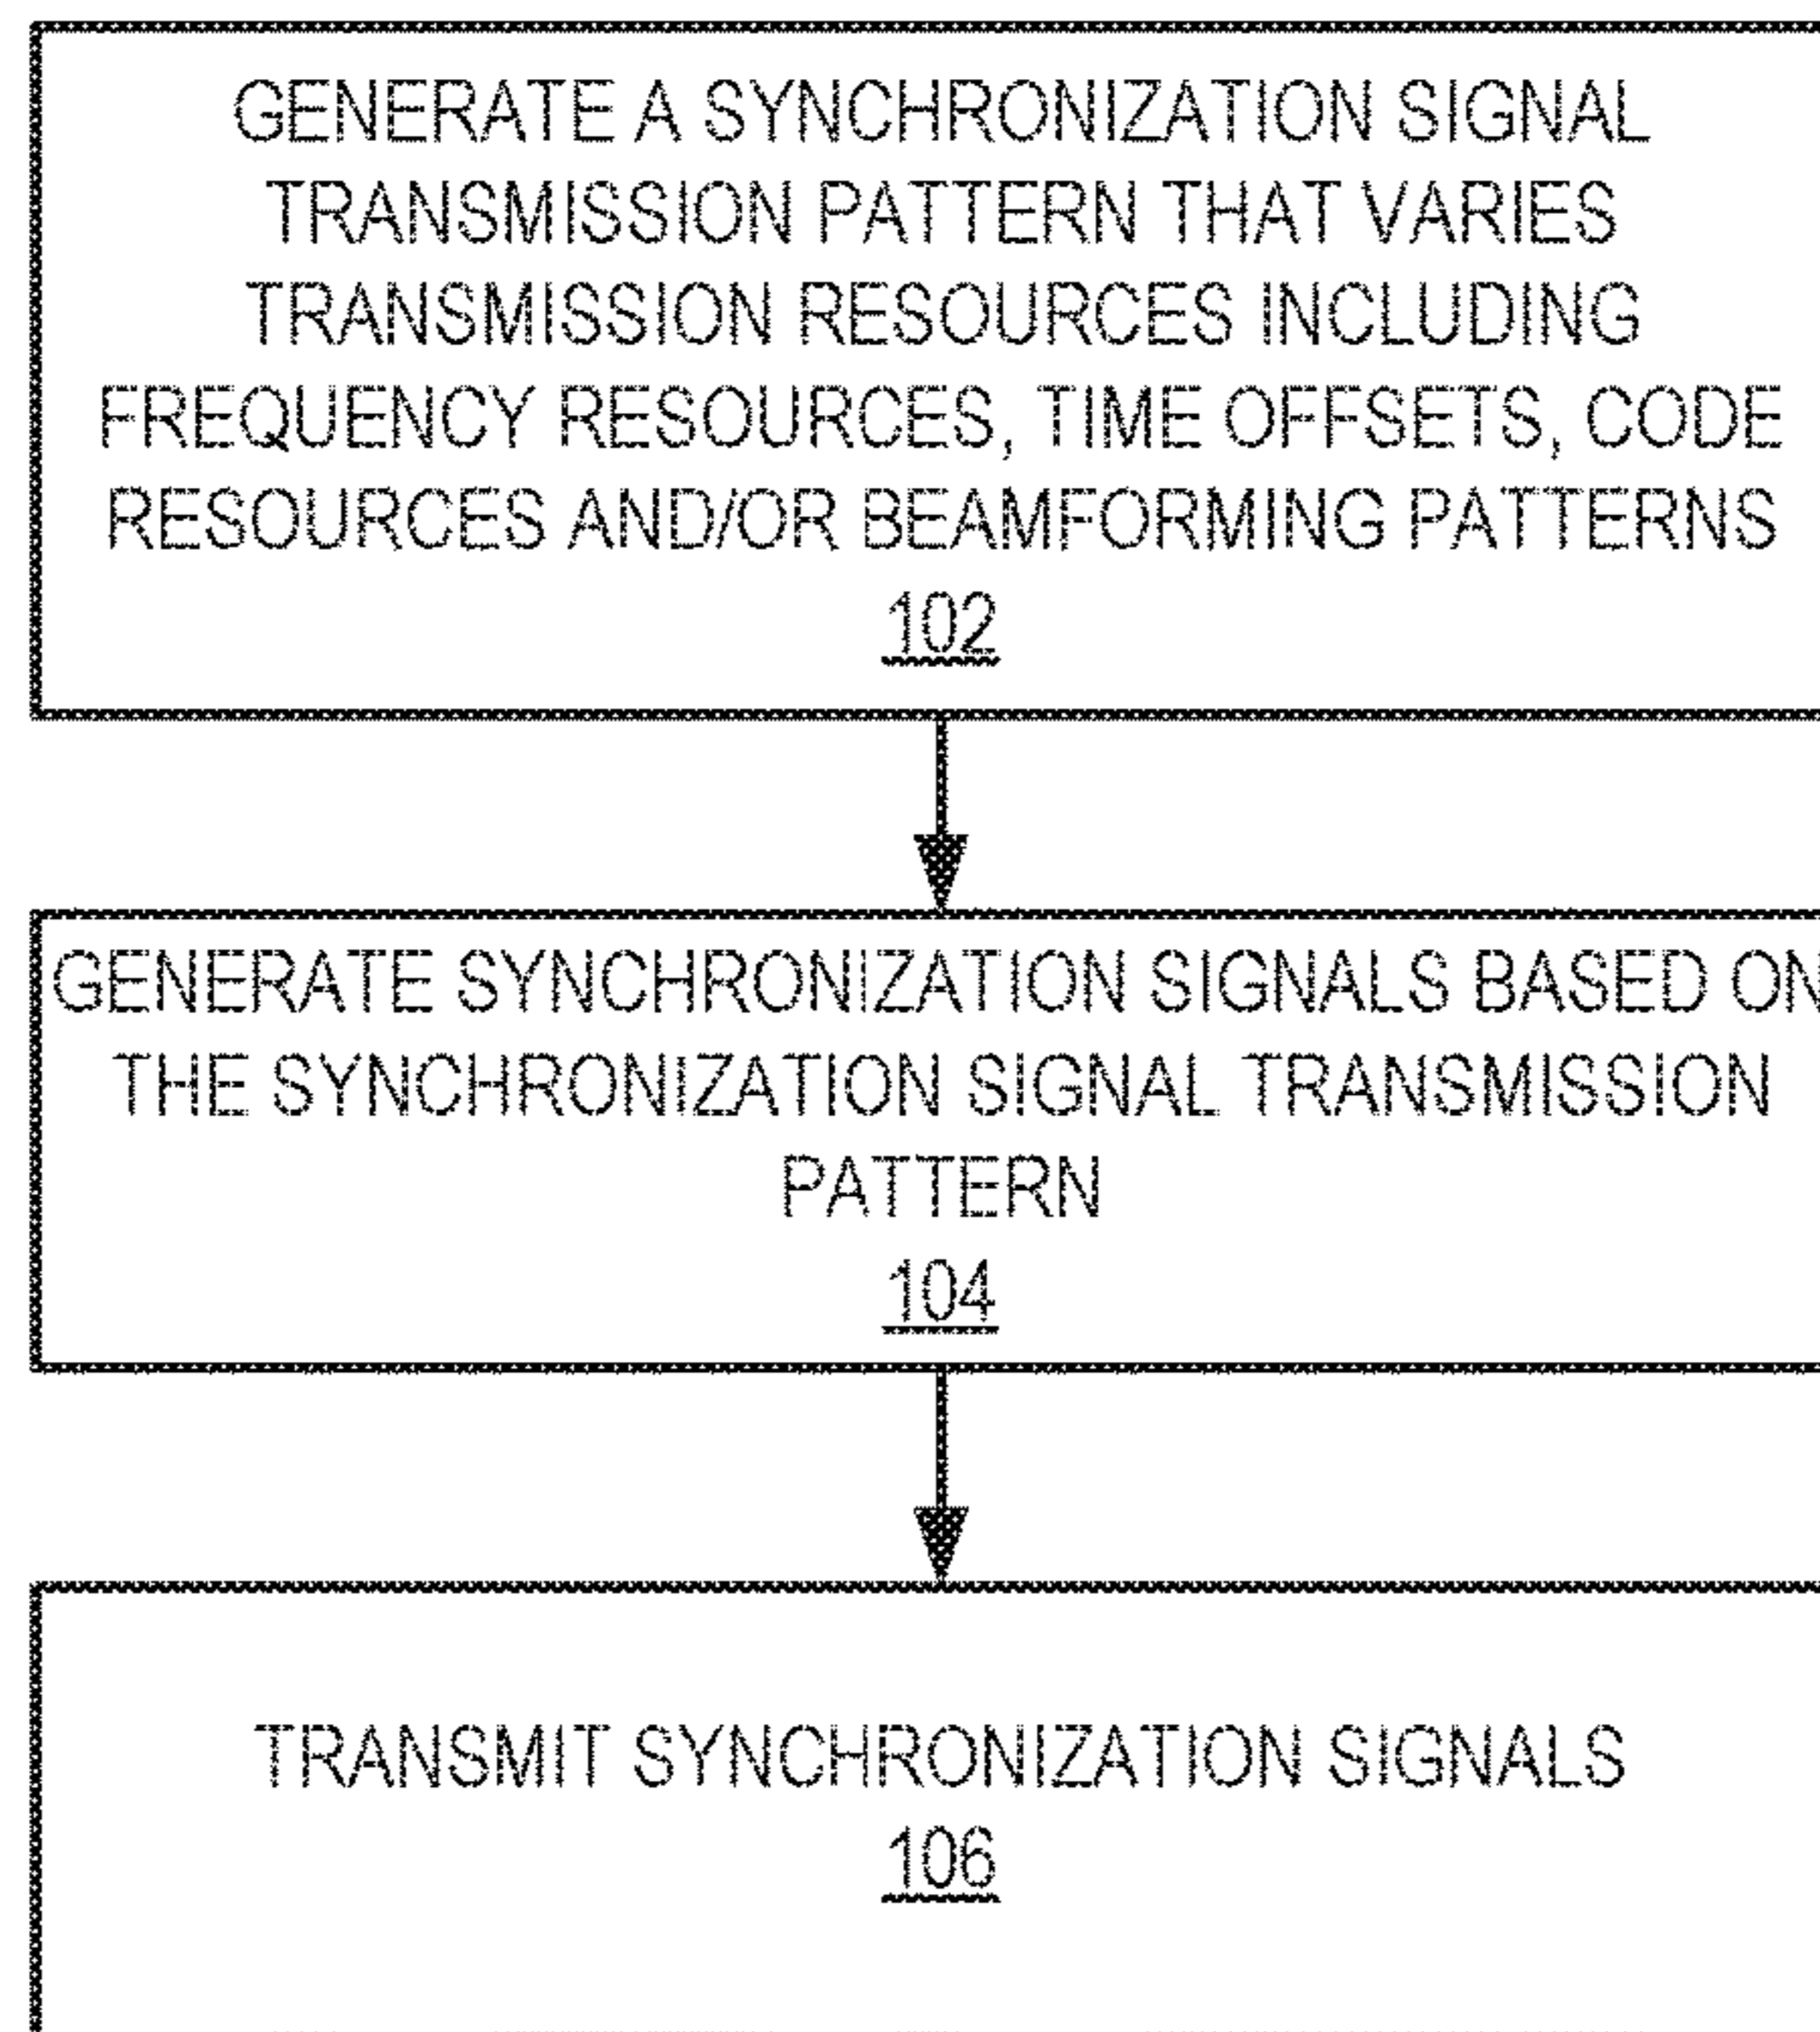 GENERATE A SYNCHRONIZATION SIGNAL
TRANSMISSION PATTERN THAT VARIES
TRANSMISSION RESOURCES INCLUDING
FREQUENCY RESOURCES, TIME OFFSETS, CODE
RESOURCES AND/OR BEAMFORMING PATTERNS
102
GENERATE SYNCHRONIZATION SIGNALS BASED ON
THE SYNCHRONIZATION SIGNAL TRANSMISSION
PATTERN
104
TRANSMIT SYNCHRONIZATION SIGNALS
106